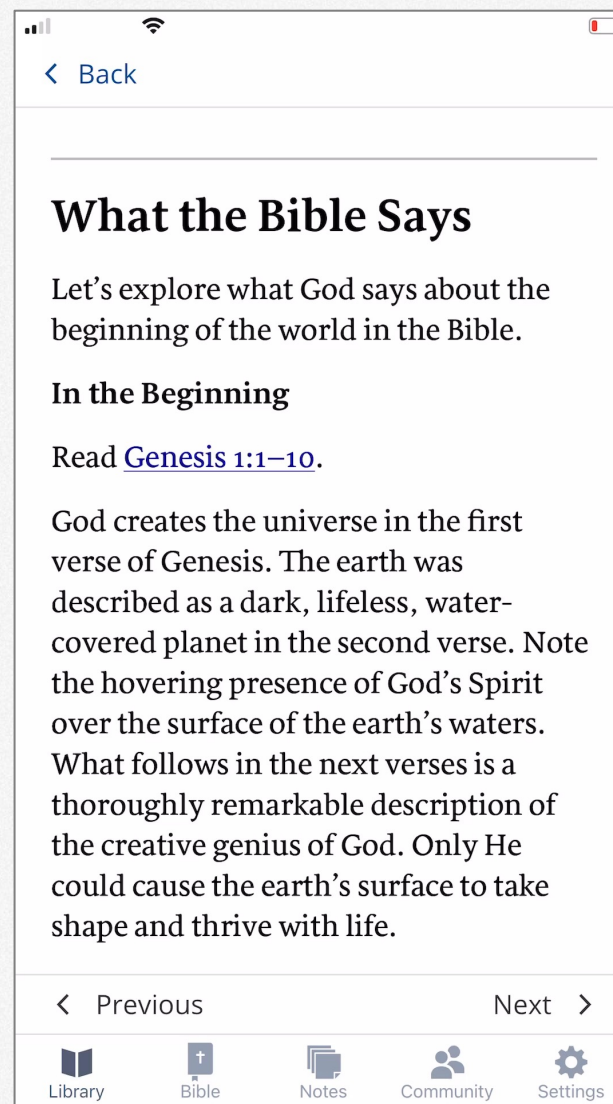 Back
What the Bible Says
Let's explore what God says about the
beginning of the world in the Bible.
In the Beginning
Read Genesis 1:1–10.
God creates the universe in the first
verse of Genesis. The earth was
described as a dark, lifeless, water-
covered planet in the second verse. Note
the hovering presence of God's Spirit
over the surface of the earth's waters.
What follows in the next verses is a
thoroughly remarkable description of
the creative genius of God. Only He
could cause the earth's surface to take
shape and thrive with life.
Previous Next
Library Bible Notes Community Settings